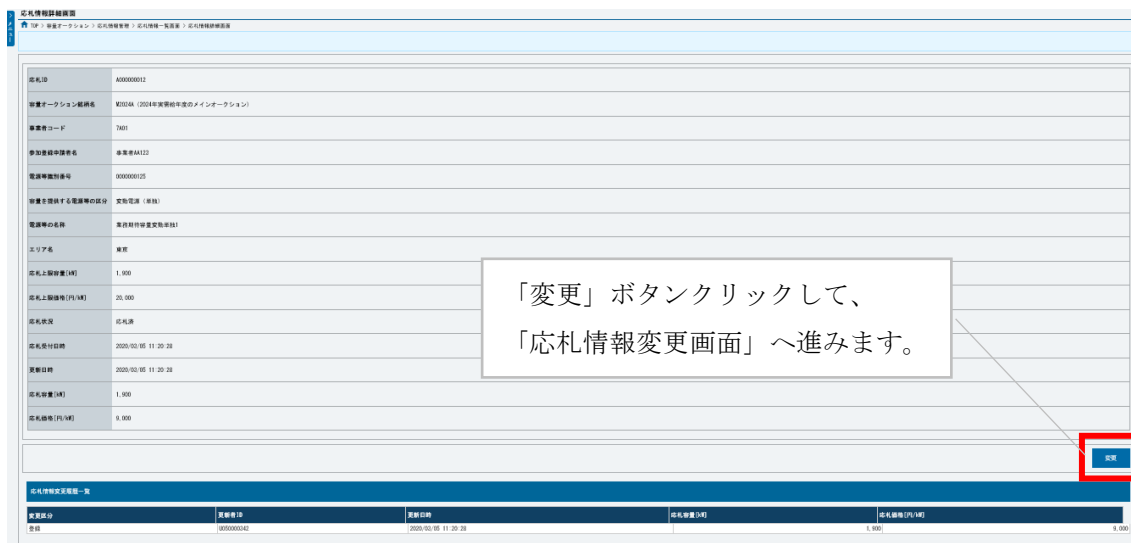 応札情報詳細画面
TOP > 容量オークション > 応札情報管理 > 応札情報一覧画面 > 応札情報詳細画面
メニュー
応札ID A000000012
容量オークション銘柄名 M2024A (2024年実需給年度のメインオークション)
事業者コード 7A01
参加登録申請者名 事業者AA122
電源等識別番号 0000000125
容量を提供する電源等の区分 変動電源(単独)
電源等の名称 業務期待容量変動単独1
エリア名 東京
応札上限容量[kW] 1,900
応札上限価格[円/kW] 20,000
応札状況 応札済
応札受付日時 2020/02/05 11:20:28
更新日時 2020/02/05 11:20:28
応札容量[kW] 1,900
応札価格[円/kW] 9,000
「変更」ボタンクリックして、
「応札情報変更画面」へ進みます。
変更
応札情報変更履歴一覧
変更区分 更新者ID 更新日時 応札容量[kW] 応札価格[円/kW]
登録 U050000342 2020/02/05 11:20:28 1,900 9,000